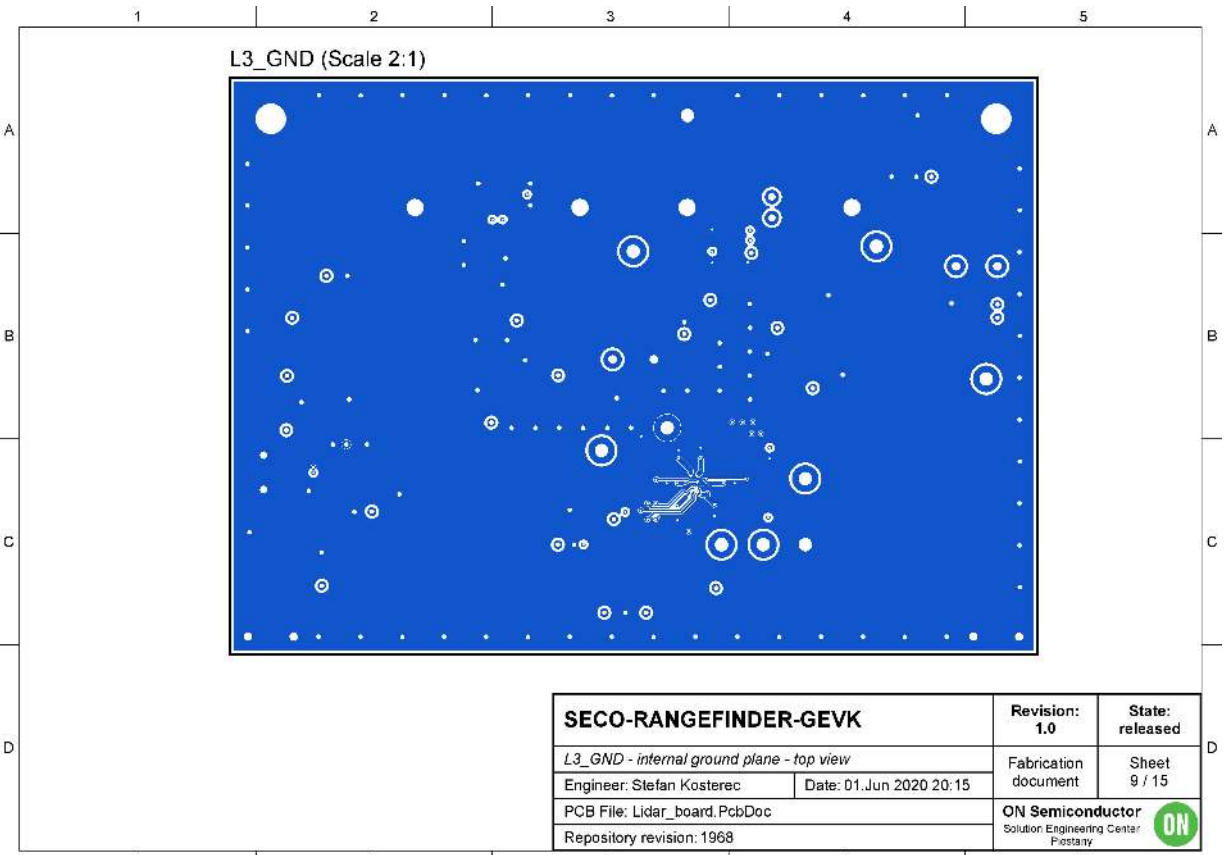 1 2 3 4 5
L3_GND (Scale 2:1)
A A
B B
C C
D D
SECO-RANGEFINDER-GEVK
Revision:
1.0
State:
released
L3_GND - internal ground plane - top view
Fabrication
document
Sheet
9 / 15
Engineer: Stefan Kosterec
Date: 01.Jun 2020 20:15
PCB File: Lidar_board.PcbDoc
Repository revision: 1968
ON Semiconductor
Solution Engineering Center
Piestany
ON